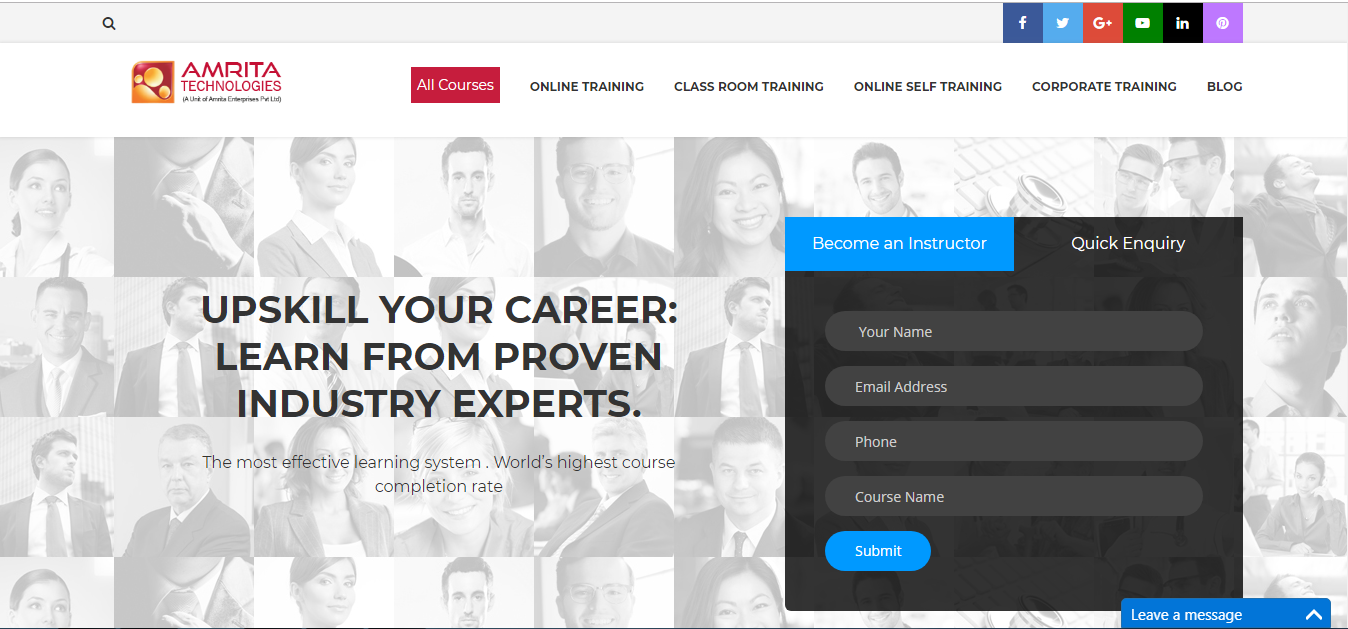 f G+ in
AMRITA
TECHNOLOGIES
(A Unit of Amrita Enterprises Pvt Ltd)
All Courses ONLINE TRAINING CLASS ROOM TRAINING ONLINE SELF TRAINING CORPORATE TRAINING BLOG
UPSKILL YOUR CAREER:
LEARN FROM PROVEN
INDUSTRY EXPERTS.
The most effective learning system . World's highest course
completion rate
Become an Instructor Quick Enquiry
Your Name
Email Address
Phone
Course Name
Submit
Leave a message